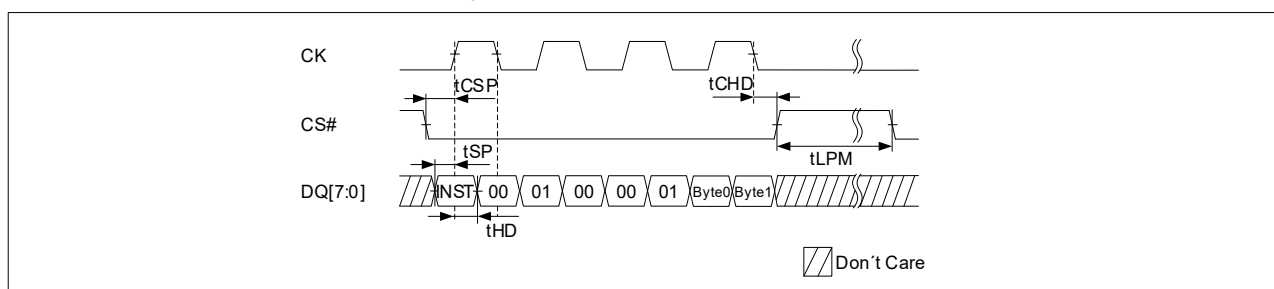 CK
tCSP
tCHD
CS#
tSP
tLPM
DQ[7:0]
INST 00 01 00 00 01 Byte0 Byte1
tHD
Don´t Care